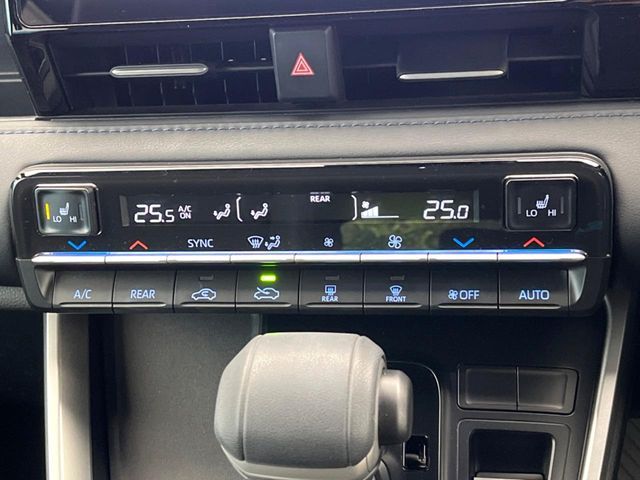 REAR
LO HI
25.5 A/C ON
25.0
LO HI
SYNC
A/C
REAR
REAR
FRONT
OFF
AUTO